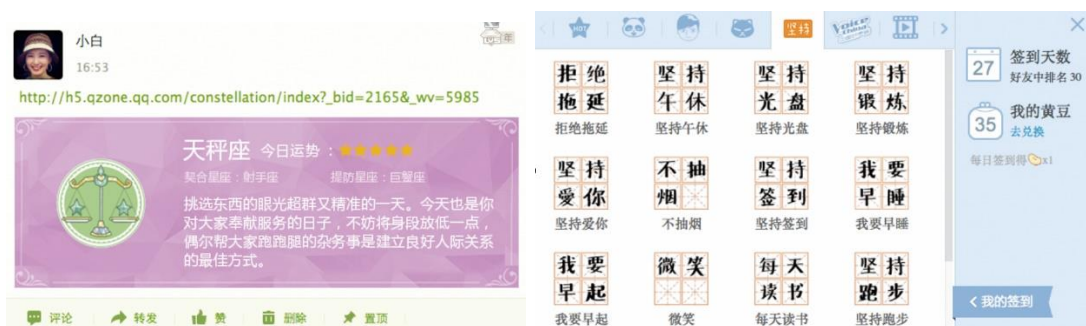 小白
16:53
http://h5.qzone.qq.com/constellation/index?_bid=2165&_wv=5985
天秤座 今日运势：
契合星座：射手座 提防星座：巨蟹座
挑选东西的眼光超群又精准的一天。今天也是你
对大家奉献服务的日子，不妨将身段放低一点，
偶尔帮大家跑跑腿的杂务事是建立良好人际关系
的最佳方式。
评论 转发 赞 删除 置顶
HOT 坚持 Voice China
拒绝 坚持 坚持 坚持
拖延 午休 光盘 锻炼
拒绝拖延 坚持午休 坚持光盘 坚持锻炼
坚持 不抽 坚持 我要
爱你 烟 签到 早睡
坚持爱你 不抽烟 坚持签到 我要早睡
我要 微笑 每天 坚持
早起 读书 跑步
我要早起 微笑 每天读书 坚持跑步
27 签到天数
好友中排名 30
35 我的黄豆
去兑换
每日签到得 x1
我的签到